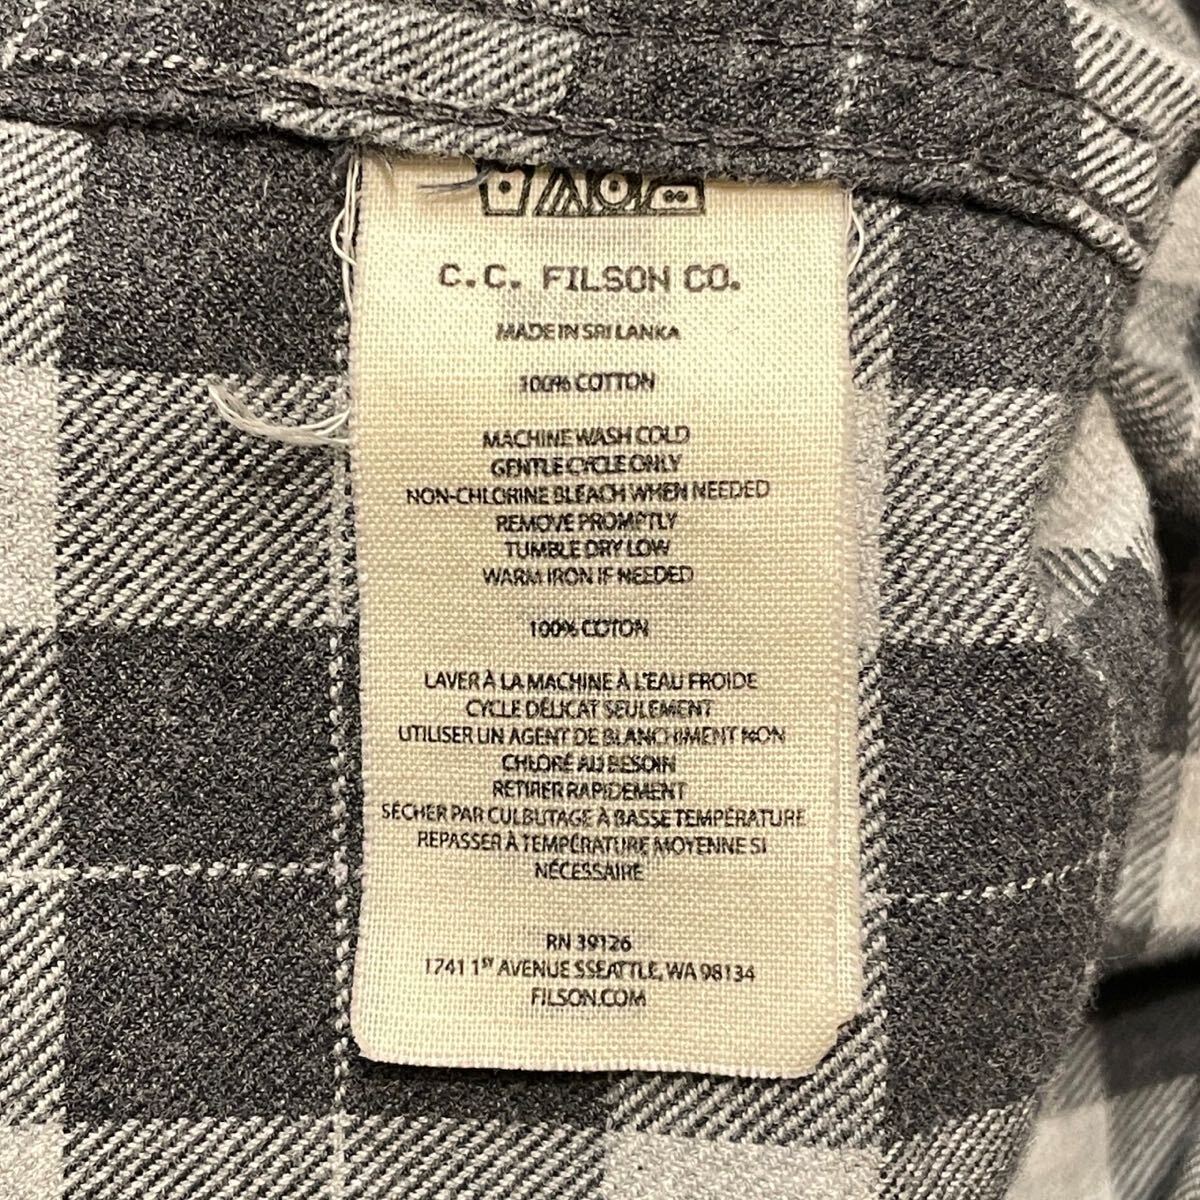 C.C. FILSON CO.
MADE IN SRI LANKA
100% COTTON
MACHINE WASH COLD
GENTLE CYCLE ONLY
NON-CHLORINE BLEACH WHEN NEEDED
REMOVE PROMPTLY
TUMBLE DRY LOW
WARM IRON IF NEEDED
100% COTON
LAVER À LA MACHINE À L'EAU FROIDE
CYCLE DÉLICAT SEULEMENT
UTILISER UN AGENT DE BLANCHIMENT NON
CHLORÉ AU BESOIN
RETIRER RAPIDEMENT
SÉCHER PAR CULBUTAGE À BASSE TEMPÉRATURE
REPASSER À TEMPÉRATURE MOYENNE SI
NÉCESSAIRE
RN 39126
1741 1ST AVENUE SSEATTLE, WA 98134
FILSON.COM